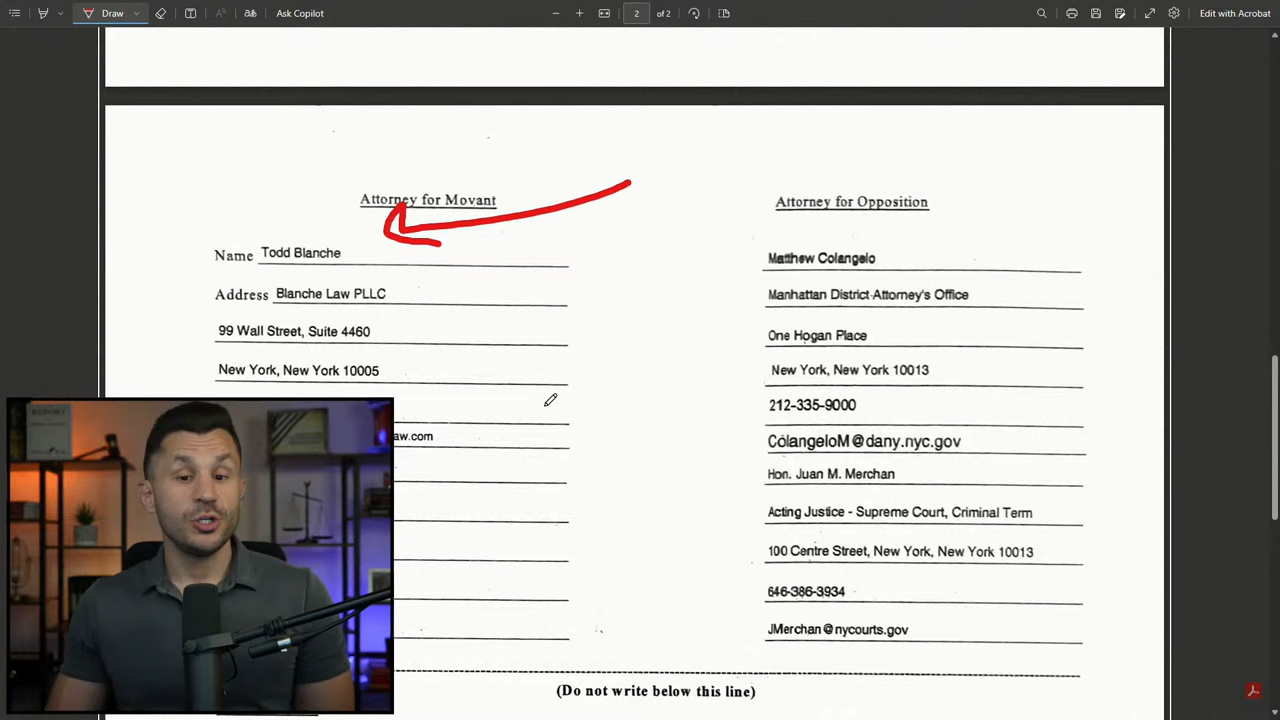 Draw
Ask Copilot
2 of 2
Edit with Acrobat
Attorney for Movant
Name Todd Blanche
Address Blanche Law PLLC
99 Wall Street, Suite 4460
New York, New York 10005
aw.com
Attorney for Opposition
Matthew Colangelo
Manhattan District Attorney's Office
One Hogan Place
New York, New York 10013
212-335-9000
ColangeloM@dany.nyc.gov
Hon. Juan M. Merchan
Acting Justice - Supreme Court, Criminal Term
100 Centre Street, New York, New York 10013
646-386-3934
JMerchan@nycourts.gov
(Do not write below this line)
REPORT